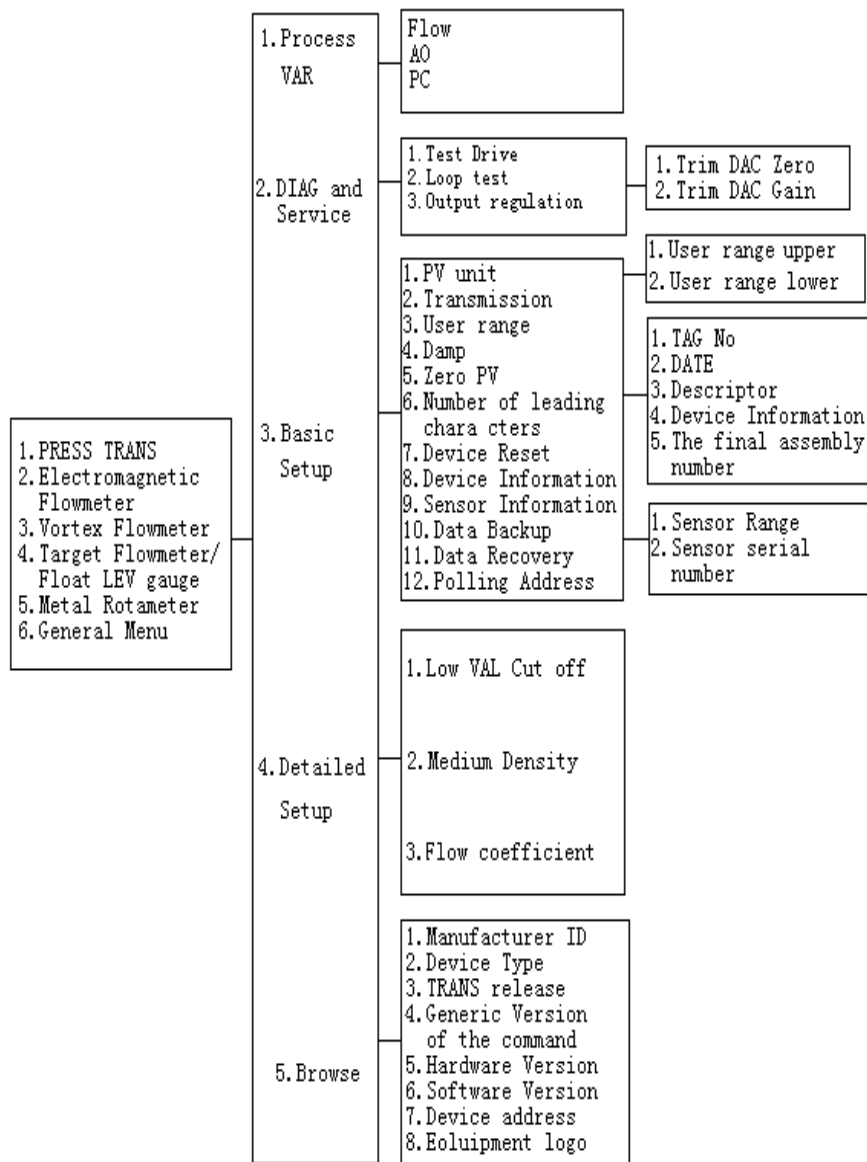 1.PRESS TRANS
2.Electromagnetic
Flowmeter
3.Vortex Flowmeter
4.Target Flowmeter/
Float LEV gauge
5.Metal Rotameter
6.General Menu
1.Process
VAR
2.DIAG and
Service
3.Basic
Setup
4.Detailed
Setup
5.Browse
Flow
AO
PC
1.Test Drive
2.Loop test
3.Output regulation
1.Trim DAC Zero
2.Trim DAC Gain
1.PV unit
2.Transmission
3.User range
4.Damp
5.Zero PV
6.Number of leading
chara cters
7.Device Reset
8.Device Information
9.Sensor Information
10.Data Backup
11.Data Recovery
12.Polling Address
1.User range upper
2.User range lower
1.TAG No
2.DATE
3.Descriptor
4.Device Information
5.The final assembly
number
1.Sensor Range
2.Sensor serial
number
1.Low VAL Cut off
2.Medium Density
3.Flow coefficient
1.Manufacturer ID
2.Device Type
3.TRANS release
4.Generic Version
of the command
5.Hardware Version
6.Software Version
7.Device address
8.Eoluipment logo